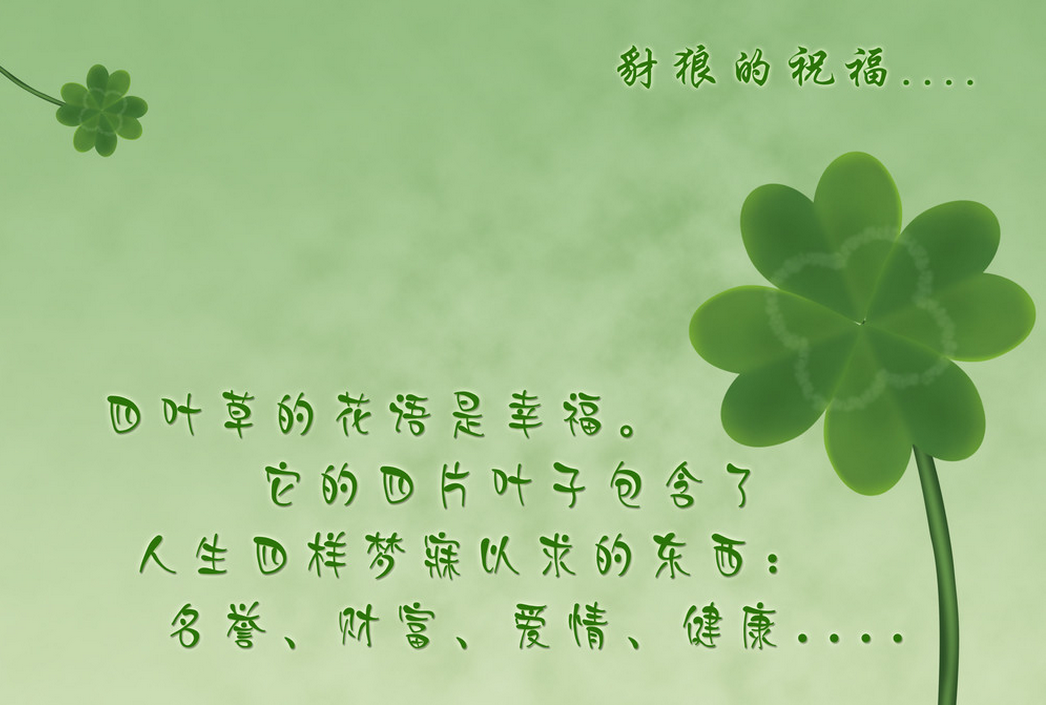 豺狼的祝福....
四叶草的花语是幸福。
它的四片叶子包含了
人生四样梦寐以求的东西：
名誉、财富、爱情、健康....